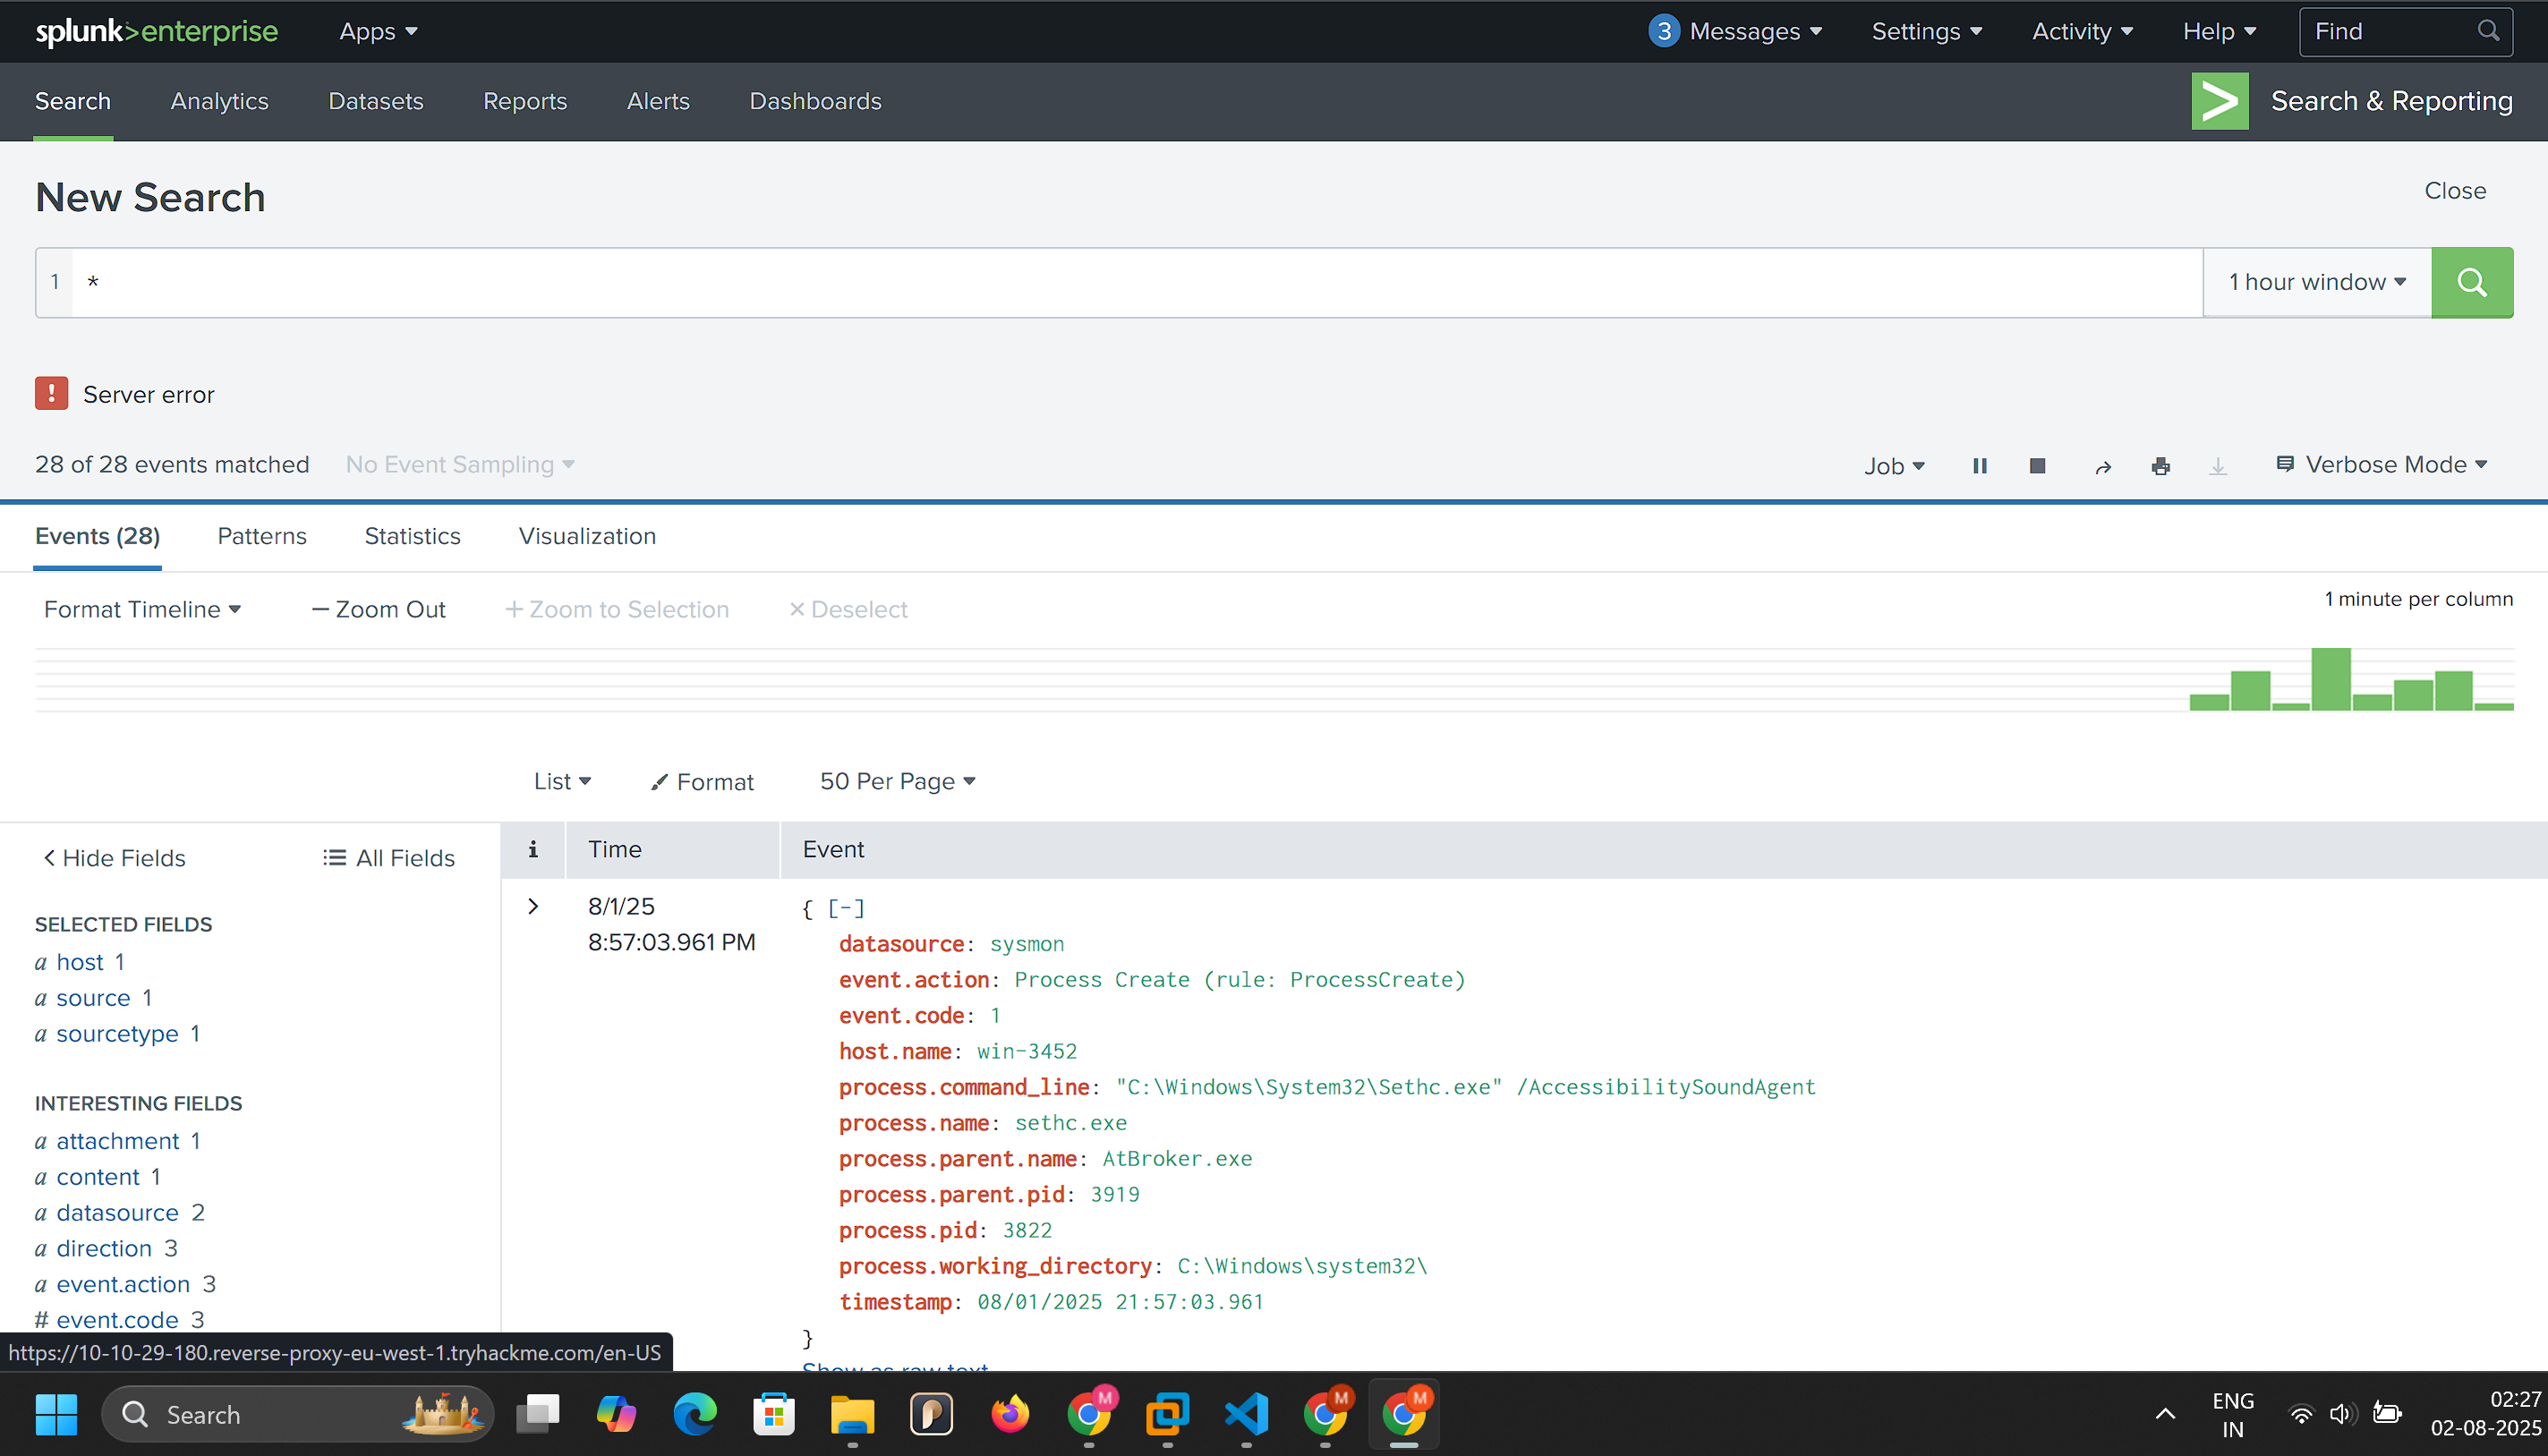 splunk>enterprise Apps 3 Messages Settings Activity Help Find
Search Analytics Datasets Reports Alerts Dashboards Search & Reporting
New Search Close
1 * 1 hour window
! Server error
28 of 28 events matched No Event Sampling Job Verbose Mode
Events (28) Patterns Statistics Visualization
Format Timeline — Zoom Out + Zoom to Selection × Deselect 1 minute per column
List Format 50 Per Page
< Hide Fields All Fields i Time Event
SELECTED FIELDS
a host 1
a source 1
a sourcetype 1
INTERESTING FIELDS
a attachment 1
a content 1
a datasource 2
a direction 3
a event.action 3
# event.code 3
> 8/1/25
8:57:03.961 PM
{ [-]
datasource: sysmon
event.action: Process Create (rule: ProcessCreate)
event.code: 1
host.name: win-3452
process.command_line: "C:\Windows\System32\Sethc.exe" /AccessibilitySoundAgent
process.name: sethc.exe
process.parent.name: AtBroker.exe
process.parent.pid: 3919
process.pid: 3822
process.working_directory: C:\Windows\system32\
timestamp: 08/01/2025 21:57:03.961
}
Show as raw text
https://10-10-29-180.reverse-proxy-eu-west-1.tryhackme.com/en-US
Search M M M ENG 02:27
IN 02-08-2025